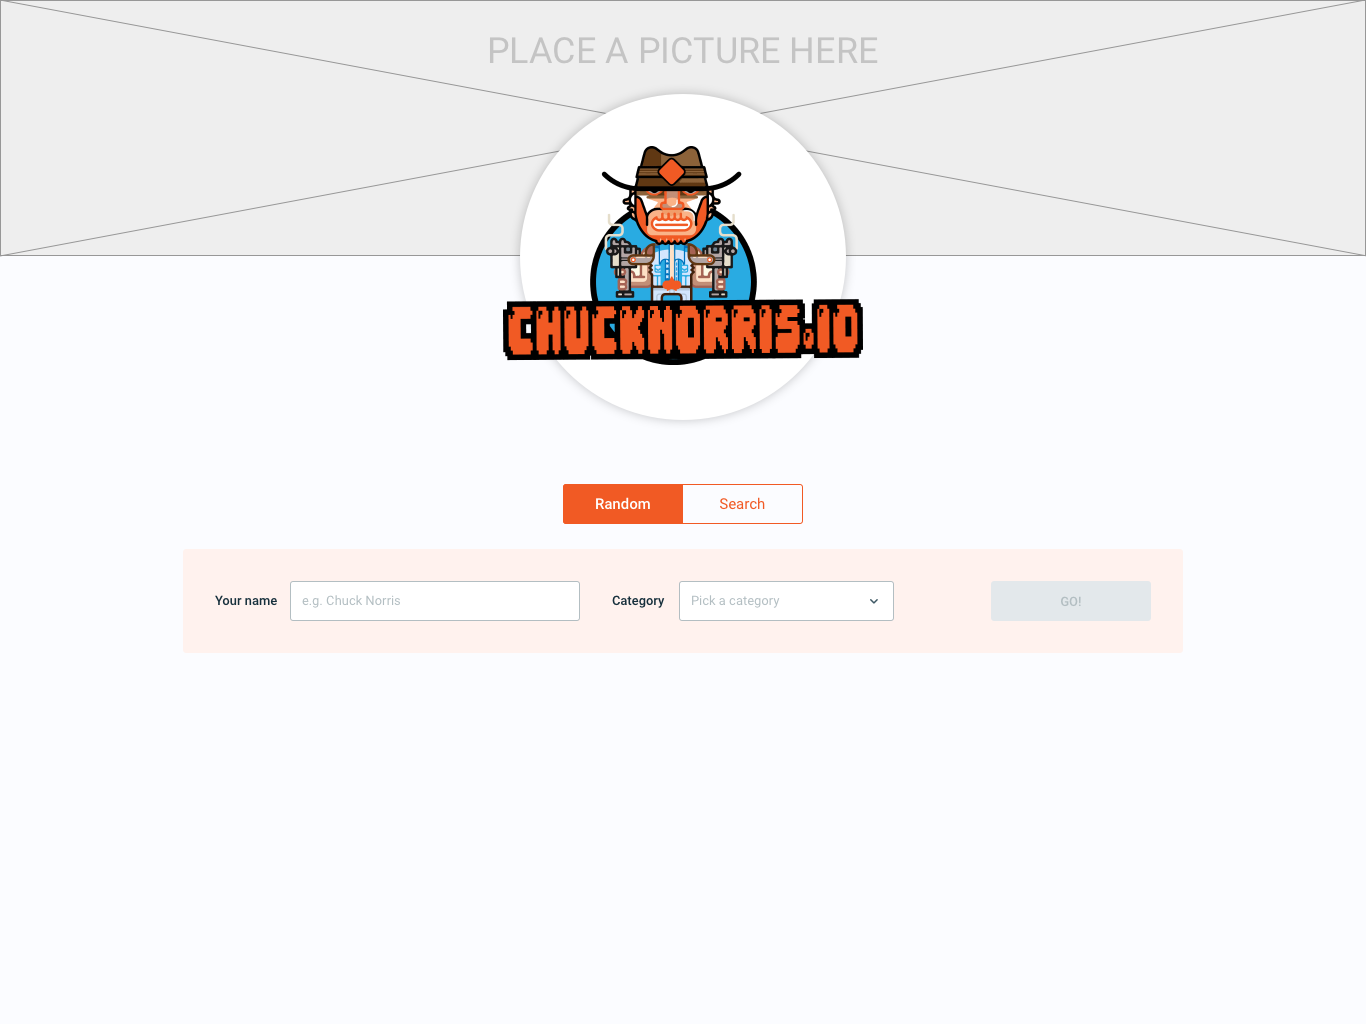 PLACE A PICTURE HERE
CHUCKNORRIS.IO
Random Search
Your name e.g. Chuck Norris Category Pick a category GO!